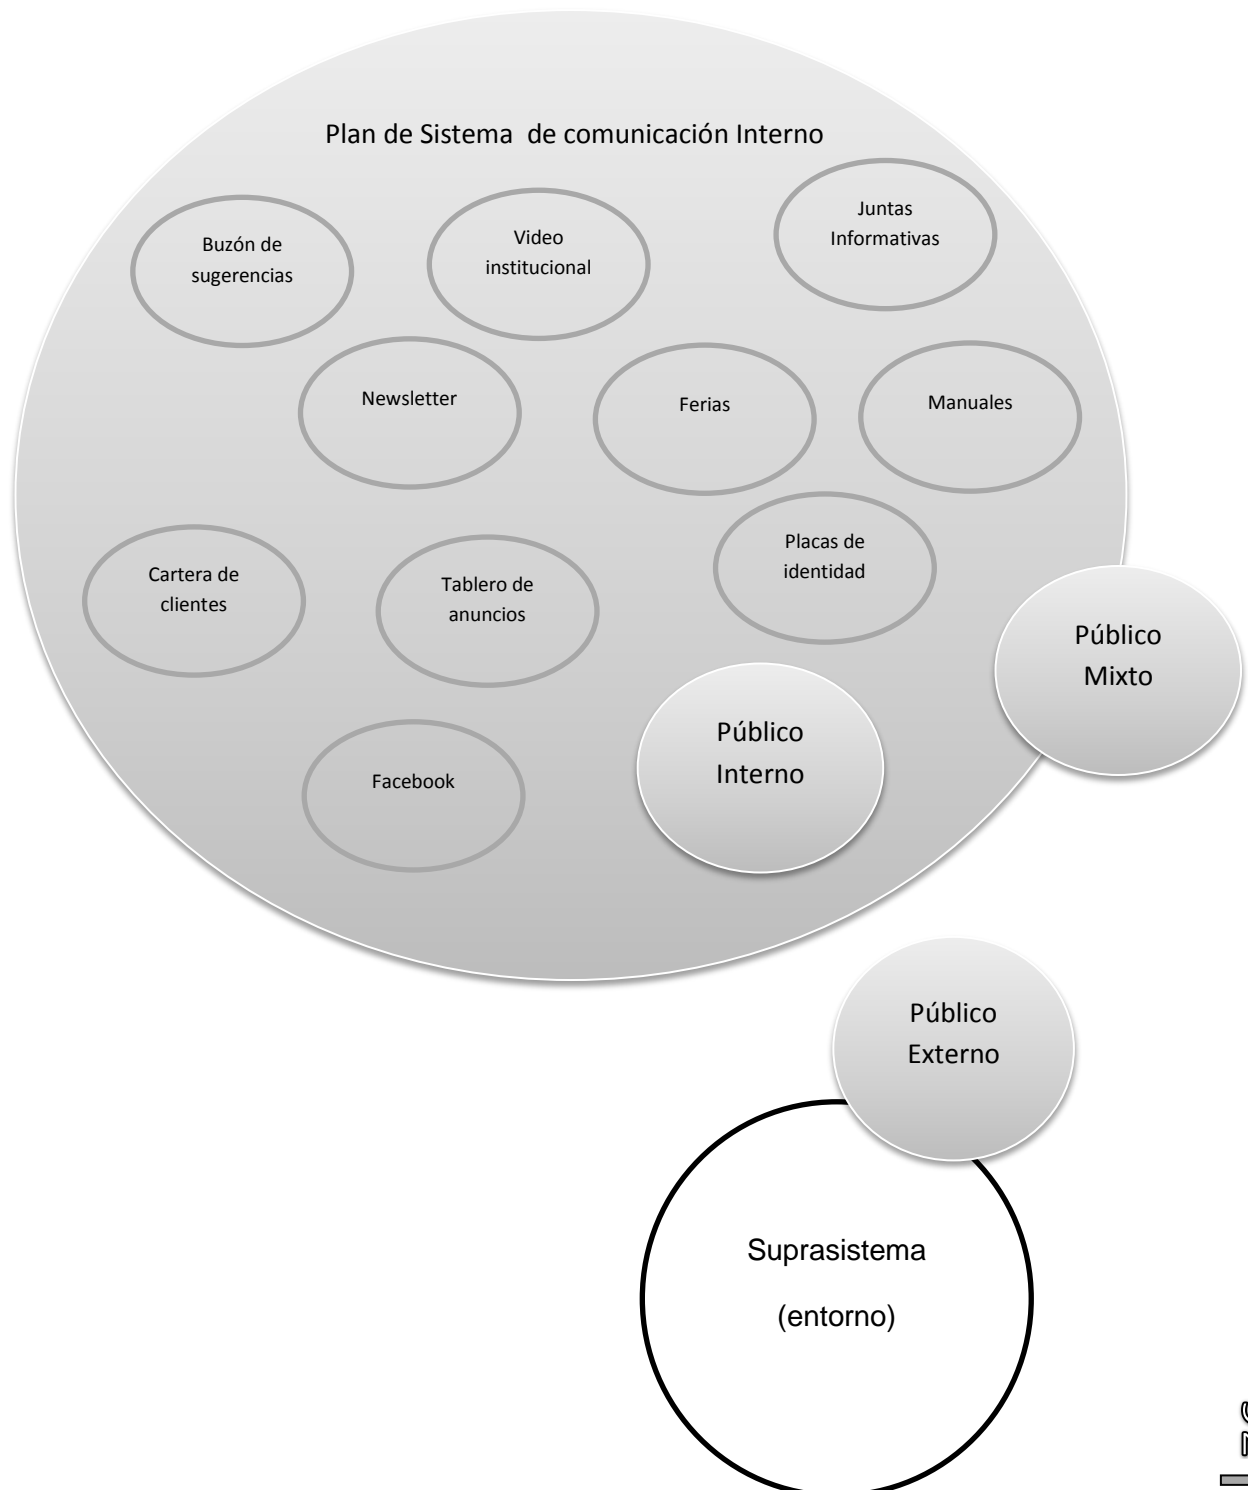 Plan de Sistema de comunicación Interno
Juntas
Informativas
Buzón de
sugerencias
Video
institucional
Newsletter
Ferias
Manuales
Placas de
identidad
Cartera de
clientes
Tablero de
anuncios
Público
Mixto
Público
Interno
Facebook
Público
Externo
Suprasistema
(entorno)